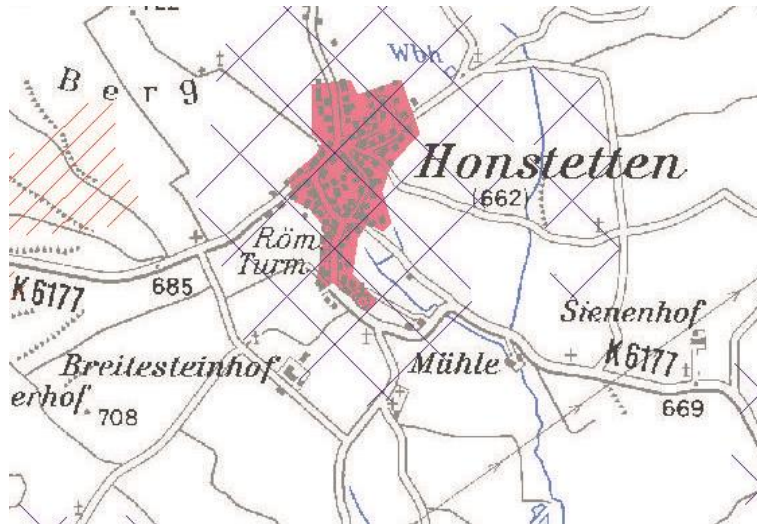 Wbh
Berg
Honstetten
(662)
Röm.
Turm
K6177
685
Sienenhof
Breitesteinhof
Mühle
K6177
erhof
708
669